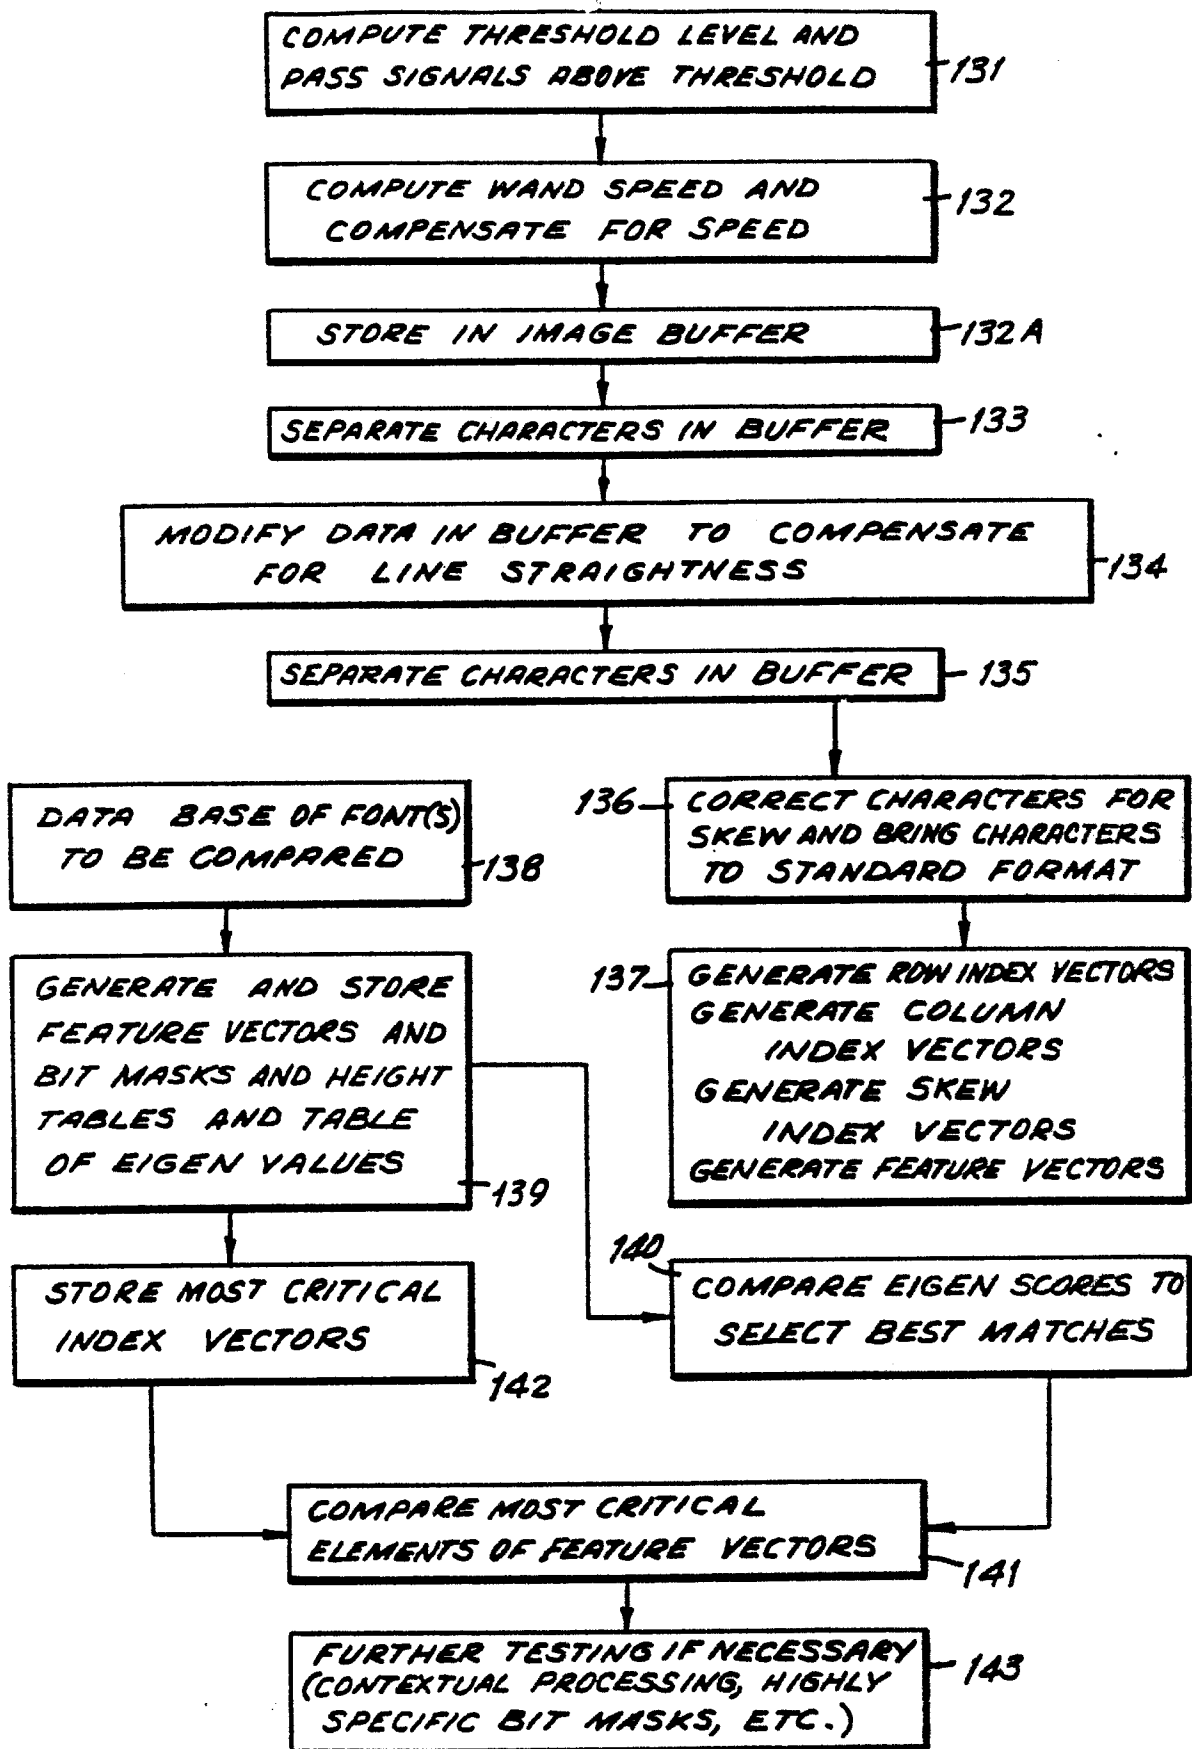 COMPUTE THRESHOLD LEVEL AND
PASS SIGNALS ABOVE THRESHOLD
131
COMPUTE WAND SPEED AND
COMPENSATE FOR SPEED
132
STORE IN IMAGE BUFFER
132A
SEPARATE CHARACTERS IN BUFFER
133
MODIFY DATA IN BUFFER TO COMPENSATE
FOR LINE STRAIGHTNESS
134
SEPARATE CHARACTERS IN BUFFER
135
DATA BASE OF FONT(S)
TO BE COMPARED
138
136
CORRECT CHARACTERS FOR
SKEW AND BRING CHARACTERS
TO STANDARD FORMAT
GENERATE AND STORE
FEATURE VECTORS AND
BIT MASKS AND HEIGHT
TABLES AND TABLE
OF EIGEN VALUES
139
137
GENERATE ROW INDEX VECTORS
GENERATE COLUMN
INDEX VECTORS
GENERATE SKEW
INDEX VECTORS
GENERATE FEATURE VECTORS
STORE MOST CRITICAL
INDEX VECTORS
142
140
COMPARE EIGEN SCORES TO
SELECT BEST MATCHES
COMPARE MOST CRITICAL
ELEMENTS OF FEATURE VECTORS
141
FURTHER TESTING IF NECESSARY
(CONTEXTUAL PROCESSING, HIGHLY
SPECIFIC BIT MASKS, ETC.)
143